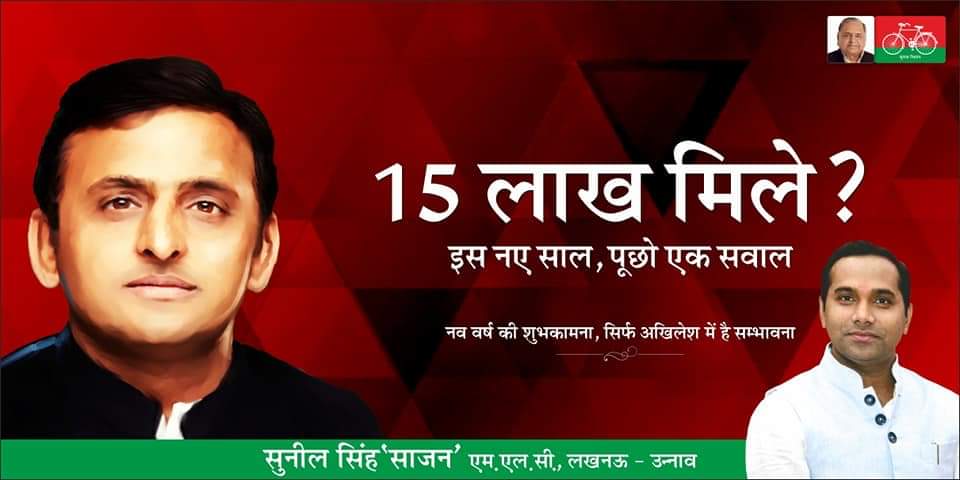 15 लाख मिले?
इस नए साल, पूछो एक सवाल
नव वर्ष की शुभकामना, सिर्फ अखिलेश में है सम्भावना
सुनील सिंह 'साजन' एम.एल.सी., लखनऊ - उन्नाव